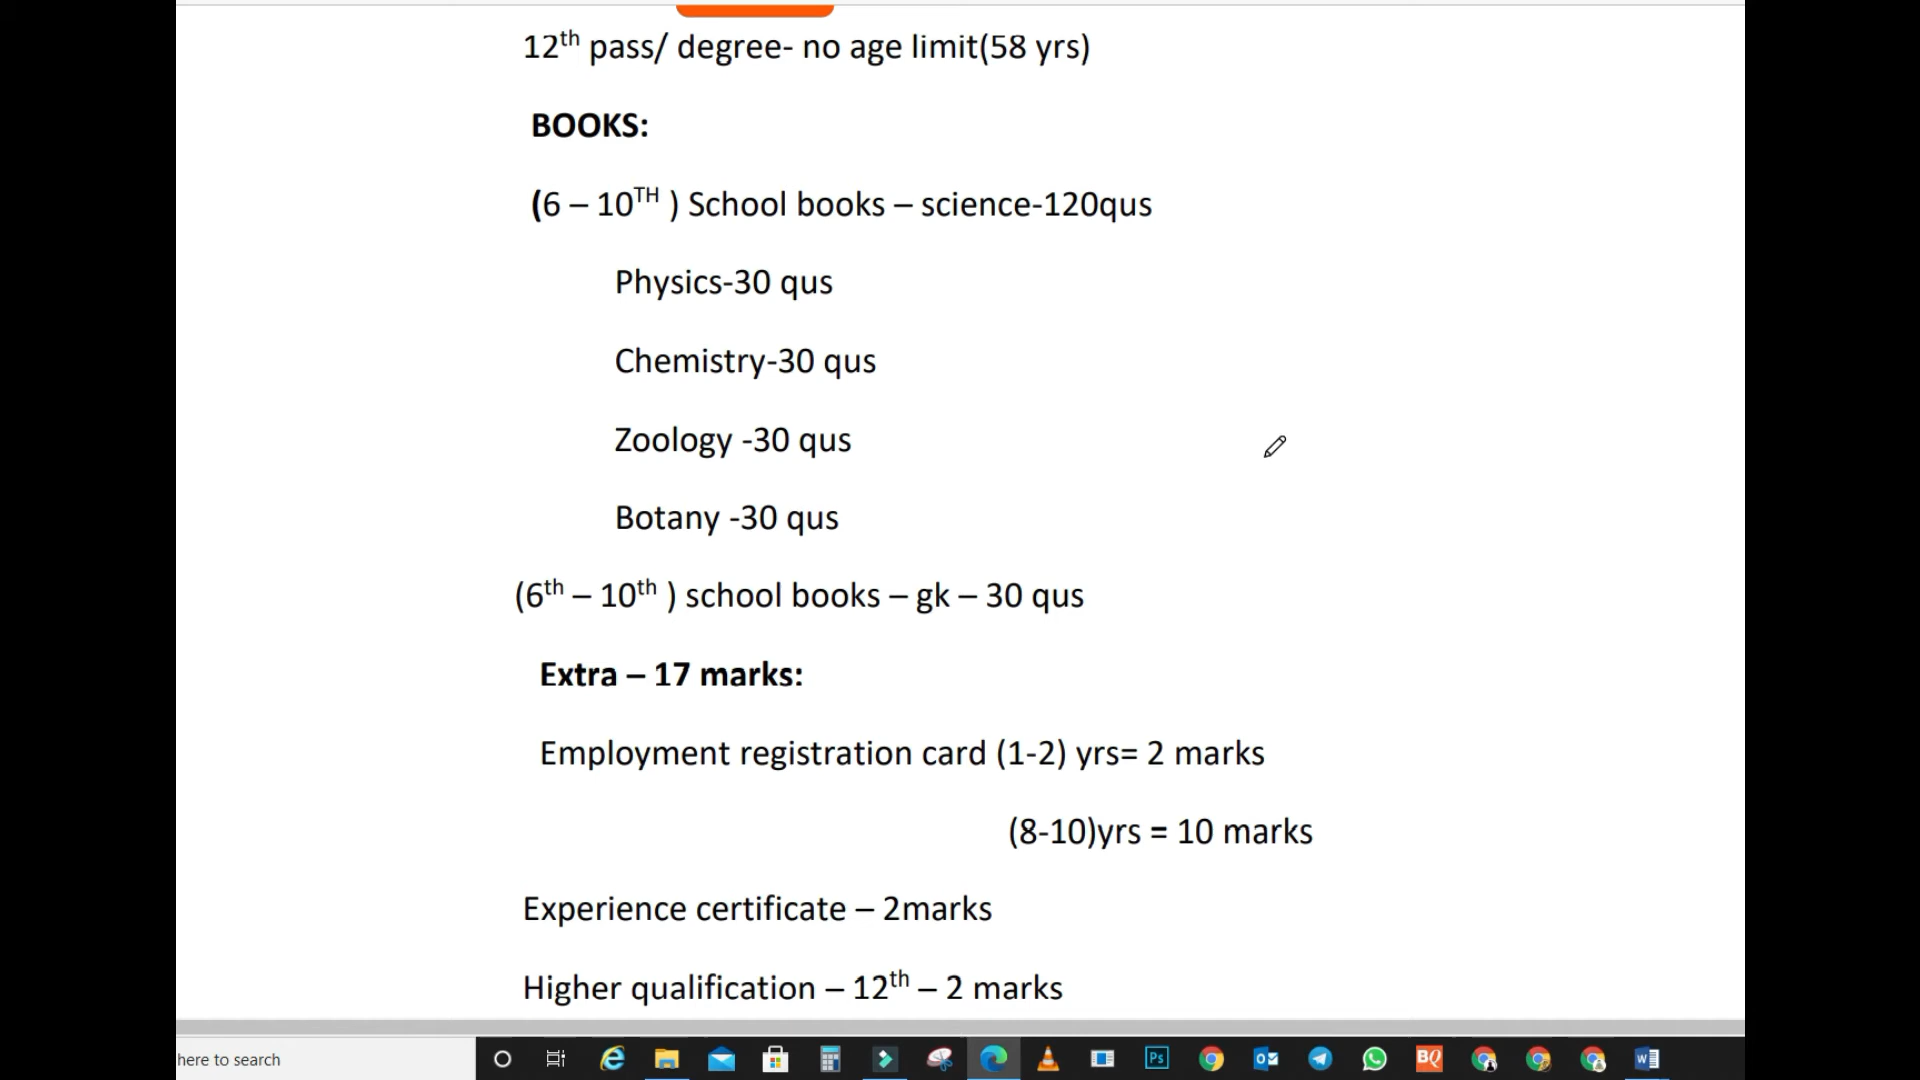 12th pass/ degree- no age limit(58 yrs)
BOOKS:
(6 – 10TH ) School books – science-120qus
Physics-30 qus
Chemistry-30 qus
Zoology -30 qus
Botany -30 qus
(6th – 10th ) school books – gk – 30 qus
Extra – 17 marks:
Employment registration card (1-2) yrs= 2 marks
(8-10)yrs = 10 marks
Experience certificate – 2marks
Higher qualification – 12th – 2 marks
here to search
Ps
BQ